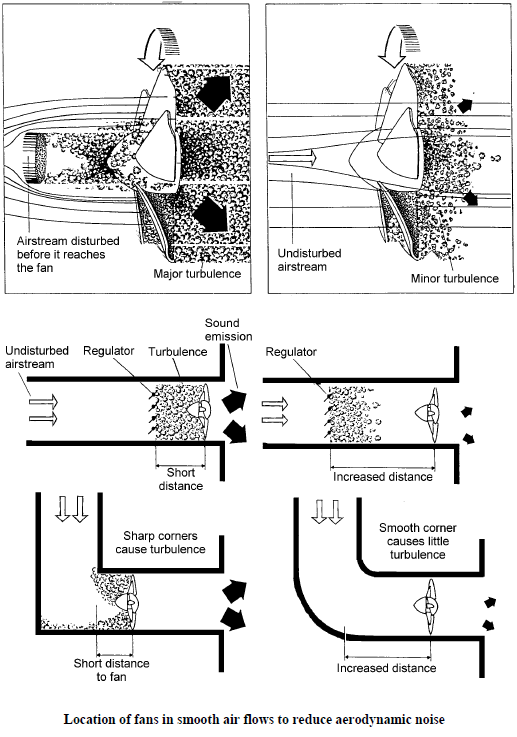 Airstream disturbed
before it reaches
the fan
Major turbulence
Undisturbed
airstream
Minor turbulence
Sound
emission
Undisturbed
airstream
Regulator
Turbulence
Short
distance
Regulator
Increased distance
Sharp corners
cause turbulence
Short distance
to fan
Smooth corner
causes little
turbulence
Increased distance
Location of fans in smooth air flows to reduce aerodynamic noise